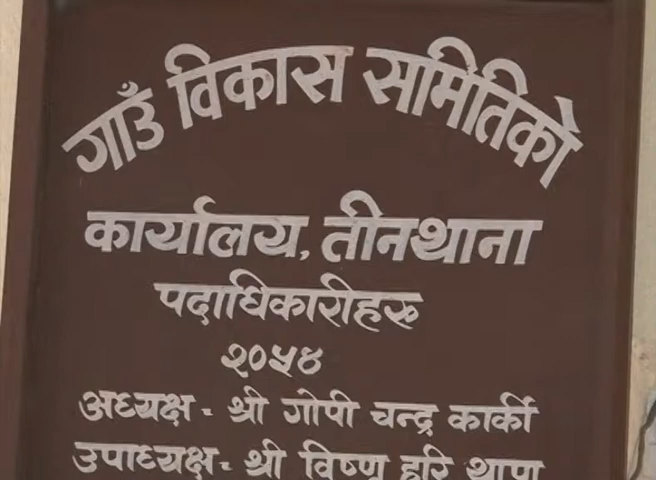 गाउँ विकास समितिको
कार्यालय, तीनथाना
पदाधिकारीहरू
२०५४
अध्यक्ष - श्री गोपी चन्द्र कार्की
उपाध्यक्ष - श्री विष्णु हरि थापा